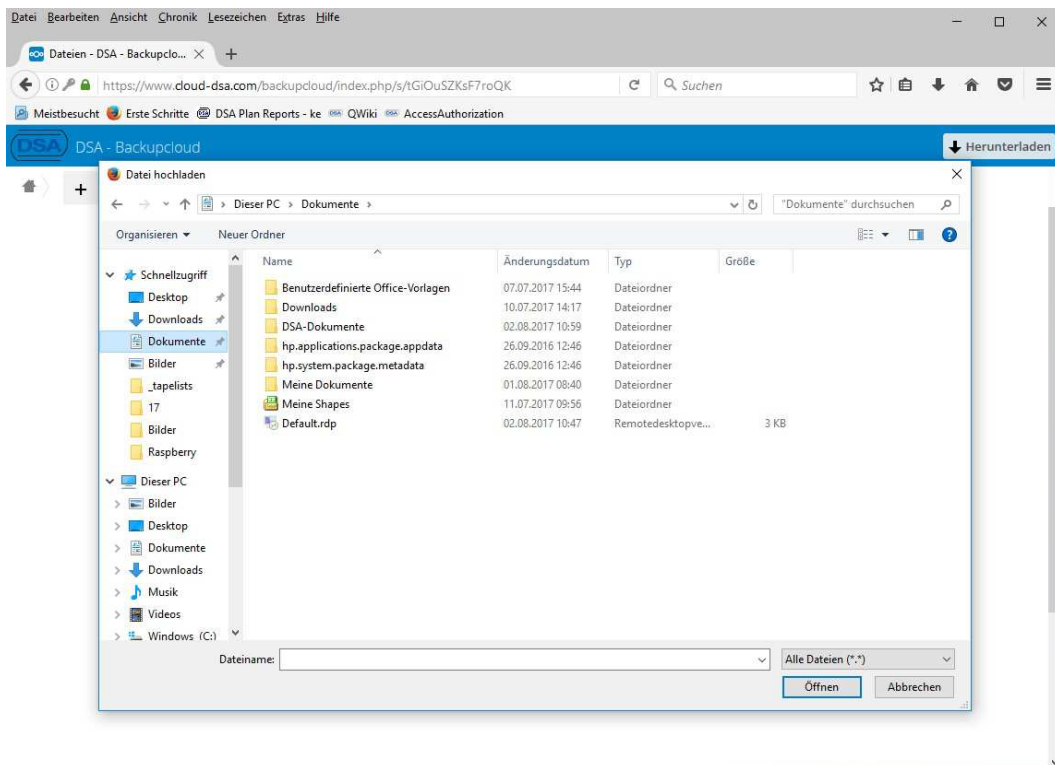 Datei Bearbeiten Ansicht Chronik Lesezeichen Extras Hilfe
Dateien - DSA - Backupclo...
https://www.cloud-dsa.com/backupcloud/index.php/s/tGiOuSZKsF7roQK
Suchen
Meistbesucht Erste Schritte DSA Plan Reports - ke QWiki AccessAuthorization
DSA DSA - Backupcloud Herunterladen
Datei hochladen
Dieser PC > Dokumente > "Dokumente" durchsuchen
Organisieren Neuer Ordner
Name Änderungsdatum Typ Größe
Schnellzugriff
Desktop
Downloads
Dokumente
Bilder
_tapelists
17
Bilder
Raspberry
Dieser PC
Bilder
Desktop
Dokumente
Downloads
Musik
Videos
Windows (C:)
Benutzerdefinierte Office-Vorlagen 07.07.2017 15:44 Dateiordner
Downloads 10.07.2017 14:17 Dateiordner
DSA-Dokumente 02.08.2017 10:59 Dateiordner
hp.applications.package.appdata 26.09.2016 12:46 Dateiordner
hp.system.package.metadata 26.09.2016 12:46 Dateiordner
Meine Dokumente 01.08.2017 08:40 Dateiordner
Meine Shapes 11.07.2017 09:56 Dateiordner
Default.rdp 02.08.2017 10:47 Remotedesktopve... 3 KB
Dateiname: Alle Dateien (*.*)
Öffnen Abbrechen